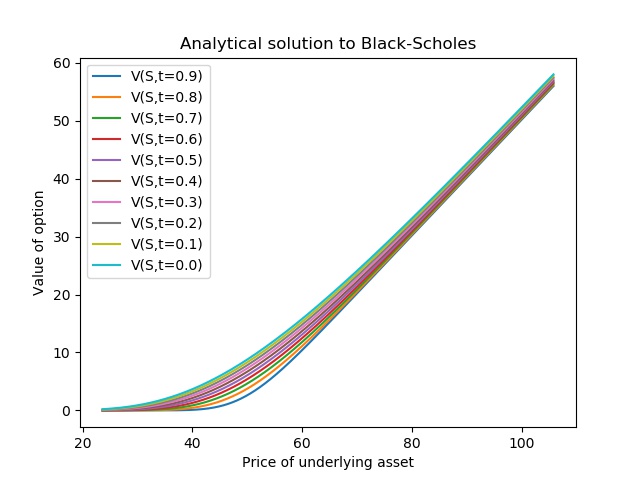 Analytical solution to Black-Scholes
60
50
40
30
20
10
0
Value of option
V(S,t=0.9)
V(S,t=0.8)
V(S,t=0.7)
V(S,t=0.6)
V(S,t=0.5)
V(S,t=0.4)
V(S,t=0.3)
V(S,t=0.2)
V(S,t=0.1)
V(S,t=0.0)
20 40 60 80 100
Price of underlying asset